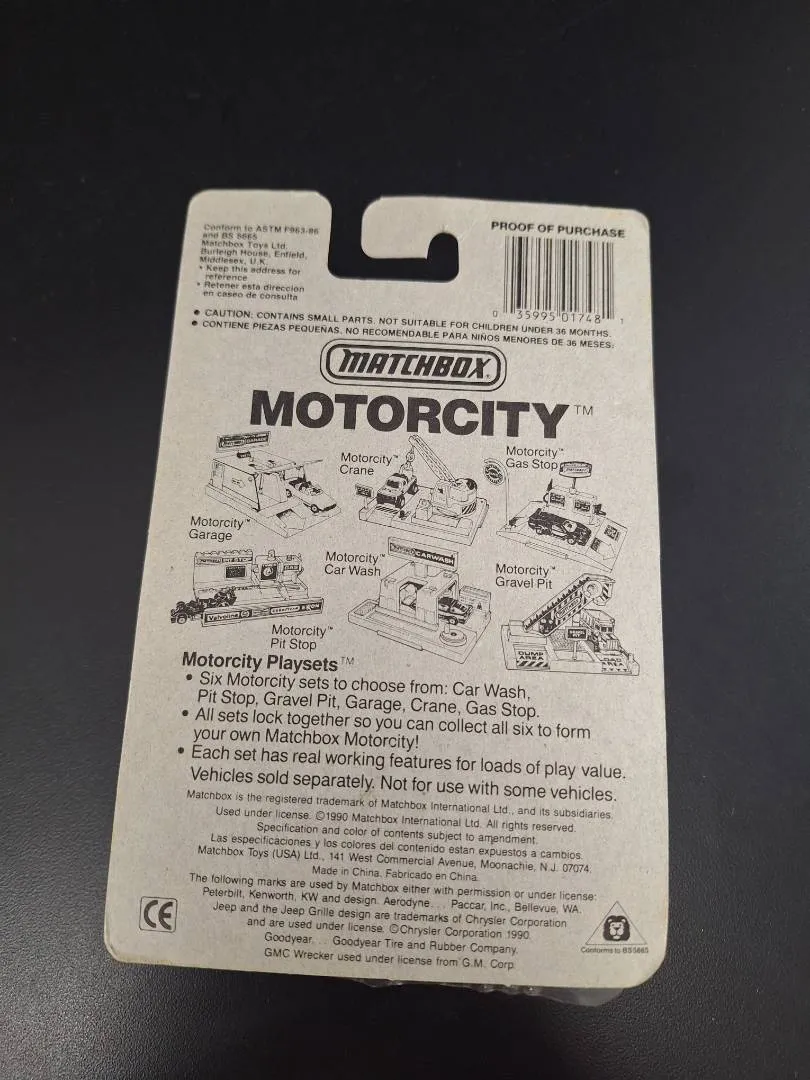 Conform to ASTM F963-86
and BS 5665
Matchbox Toys Ltd.
Burleigh House, Enfield,
Middlesex, U.K.
• Keep this address for
reference
• Retener esta direccion
en caseo de consulta
PROOF OF PURCHASE
0 35995 01748 1
• CAUTION: CONTAINS SMALL PARTS. NOT SUITABLE FOR CHILDREN UNDER 36 MONTHS.
• CONTIENE PIEZAS PEQUEÑAS. NO RECOMENDABLE PARA NIÑOS MENORES DE 36 MESES.
MATCHBOX
MOTORCITY™
Motorcity™
Garage
Motorcity™
Crane
Motorcity™
Gas Stop
PIT STOP
GAS
Valvoline
EXXON
Motorcity™
Pit Stop
Motorcity™
Car Wash
CARWASH
Motorcity™
Gravel Pit
DUMP
AREA
Motorcity Playsets™
• Six Motorcity sets to choose from: Car Wash,
Pit Stop, Gravel Pit, Garage, Crane, Gas Stop.
• All sets lock together so you can collect all six to form
your own Matchbox Motorcity!
• Each set has real working features for loads of play value.
Vehicles sold separately. Not for use with some vehicles.
Matchbox is the registered trademark of Matchbox International Ltd., and its subsidiaries.
Used under license. ©1990 Matchbox International Ltd. All rights reserved.
Specification and color of contents subject to amendment.
Las especificaciones y los colores del contenido estan expuestos a cambios.
Matchbox Toys (USA) Ltd., 141 West Commercial Avenue, Moonachie, N.J. 07074.
Made in China. Fabricado en China.
The following marks are used by Matchbox either with permission or under license:
Peterbilt, Kenworth, KW and design. Aerodyne... Paccar, Inc., Bellevue, WA.
Jeep and the Jeep Grille design are trademarks of Chrysler Corporation
and are used under license. ©Chrysler Corporation 1990.
Goodyear... Goodyear Tire and Rubber Company.
GMC Wrecker used under license from G.M. Corp.
CE
Conforms to BS5665